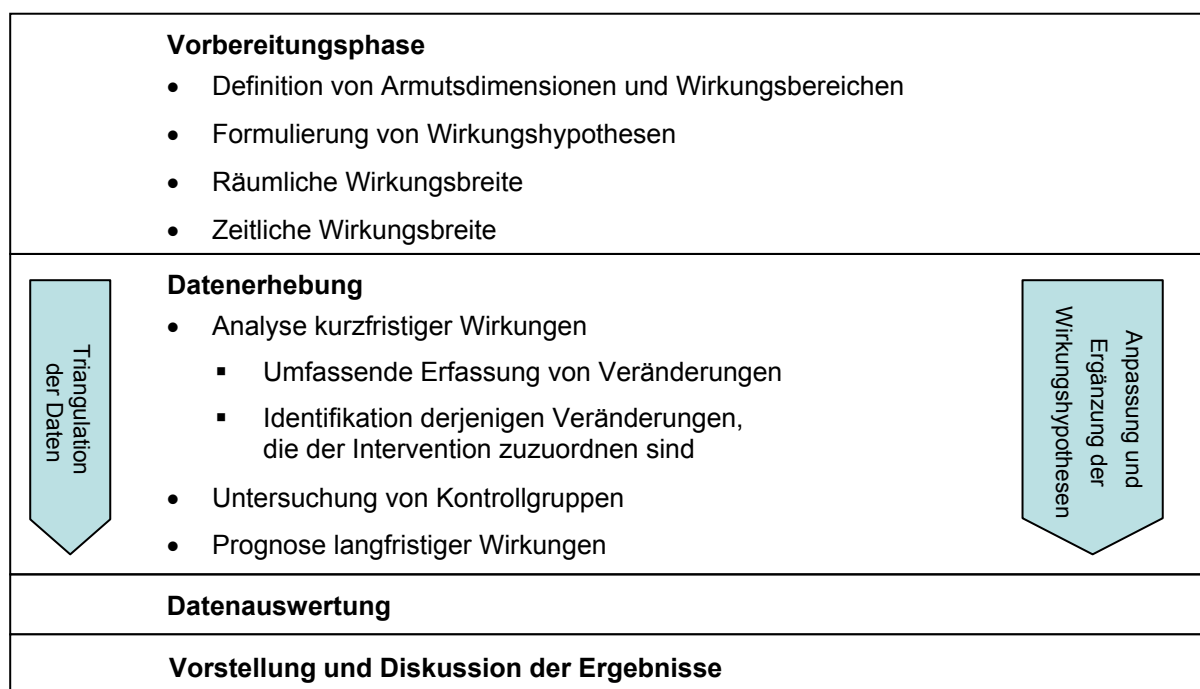 Vorbereitungsphase
• Definition von Armutsdimensionen und Wirkungsbereichen
• Formulierung von Wirkungshypothesen
• Räumliche Wirkungsbreite
• Zeitliche Wirkungsbreite
Triangulation
der Daten
Datenerhebung
• Analyse kurzfristiger Wirkungen
▪ Umfassende Erfassung von Veränderungen
▪ Identifikation derjenigen Veränderungen,
die der Intervention zuzuordnen sind
• Untersuchung von Kontrollgruppen
• Prognose langfristiger Wirkungen
Anpassung und
Ergänzung der
Wirkungshypothesen
Datenauswertung
Vorstellung und Diskussion der Ergebnisse